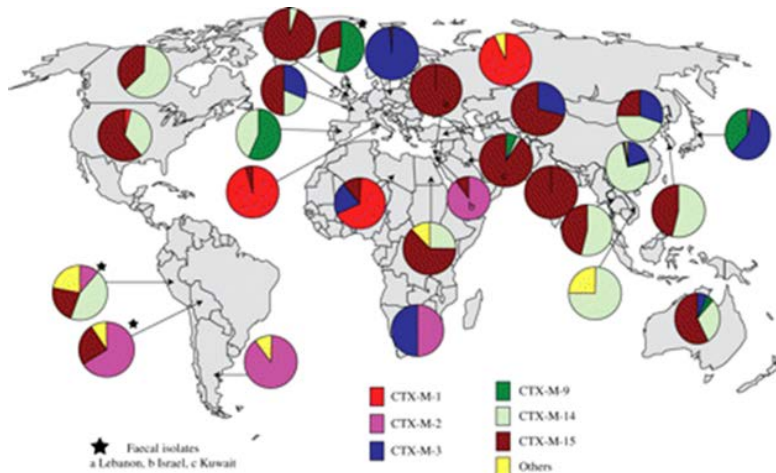 a
c
b
CTX-M-1
CTX-M-2
CTX-M-3
CTX-M-9
CTX-M-14
CTX-M-15
Others
Faecal isolates
a Lebanon, b Israel, c Kuwait